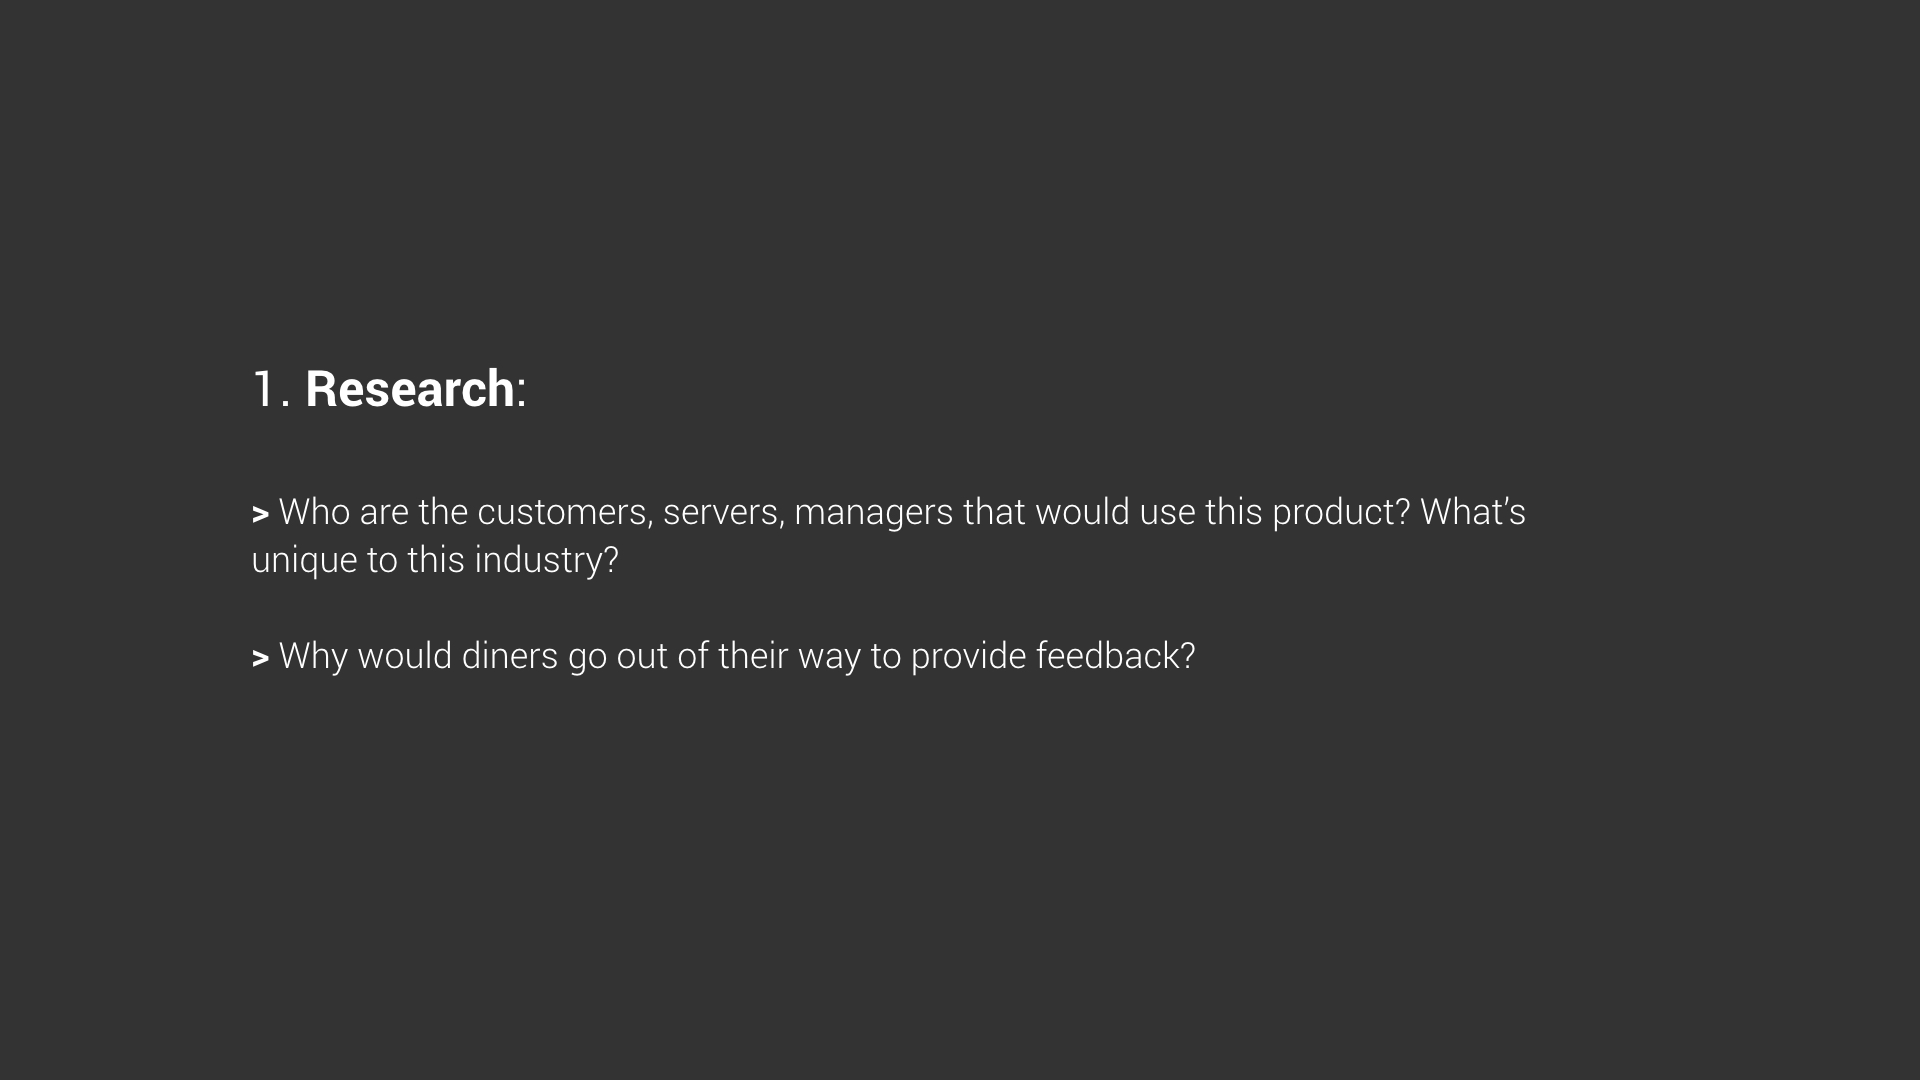 1. Research:
> Who are the customers, servers, managers that would use this product? What’s
unique to this industry?
> Why would diners go out of their way to provide feedback?